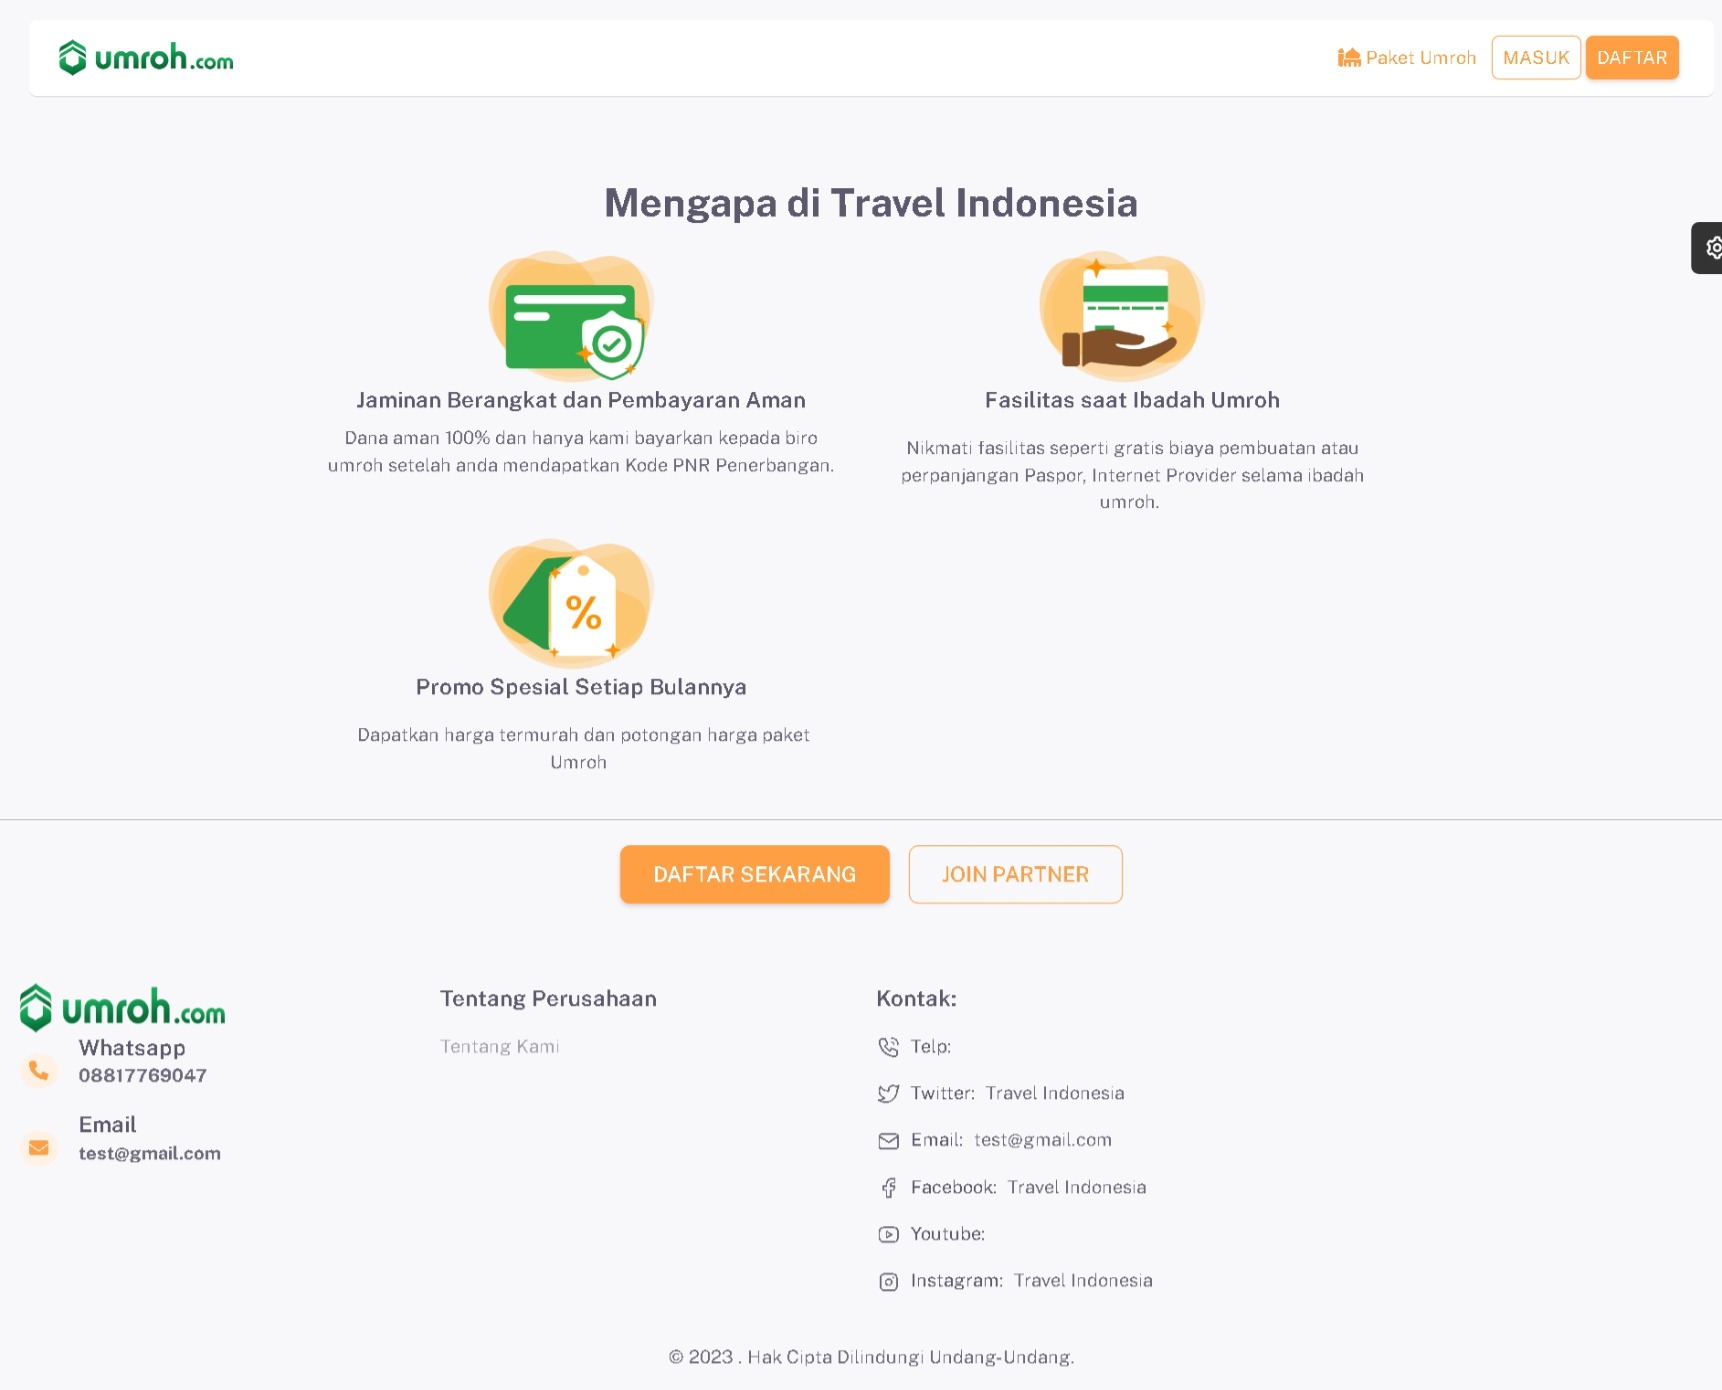 umroh.com
Paket Umroh
MASUK
DAFTAR
Mengapa di Travel Indonesia
Jaminan Berangkat dan Pembayaran Aman
Dana aman 100% dan hanya kami bayarkan kepada biro
umroh setelah anda mendapatkan Kode PNR Penerbangan.
Fasilitas saat Ibadah Umroh
Nikmati fasilitas seperti gratis biaya pembuatan atau
perpanjangan Paspor, Internet Provider selama ibadah
umroh.
%
Promo Spesial Setiap Bulannya
Dapatkan harga termurah dan potongan harga paket
Umroh
DAFTAR SEKARANG
JOIN PARTNER
umroh.com
Whatsapp
08817769047
Email
test@gmail.com
Tentang Perusahaan
Tentang Kami
Kontak:
Telp:
Twitter: Travel Indonesia
Email: test@gmail.com
Facebook: Travel Indonesia
Youtube:
Instagram: Travel Indonesia
© 2023 . Hak Cipta Dilindungi Undang-Undang.